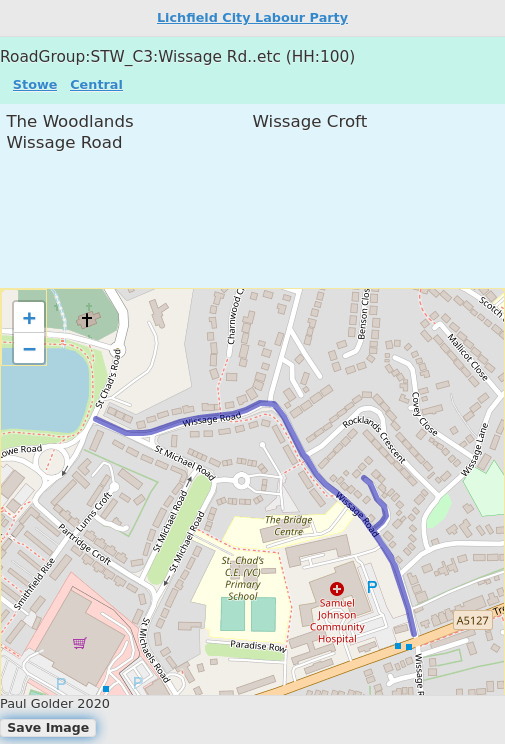 Lichfield City Labour Party
RoadGroup:STW_C3:Wissage Rd..etc (HH:100)
Stowe Central
The Woodlands
Wissage Croft
Wissage Road
+
−
St Chad's Road
Charnwood C
Benson Clos
Scotch
Mallicot Close
Covey Close
Wissage Lane
Wissage Road
Rocklands Crescent
owe Road
St Michael Road
Lunns Croft
Partridge Croft
Smithfield Rise
St Michael Road
St Michael Road
Wissage Road
The Bridge
Centre
St. Chad's
C.E. (VC)
Primary
School
P
Samuel
Johnson
Community
Hospital
A5127
Tr
Paradise Row
St Michaels Road
Wissage R
P
P
Paul Golder 2020
Save Image